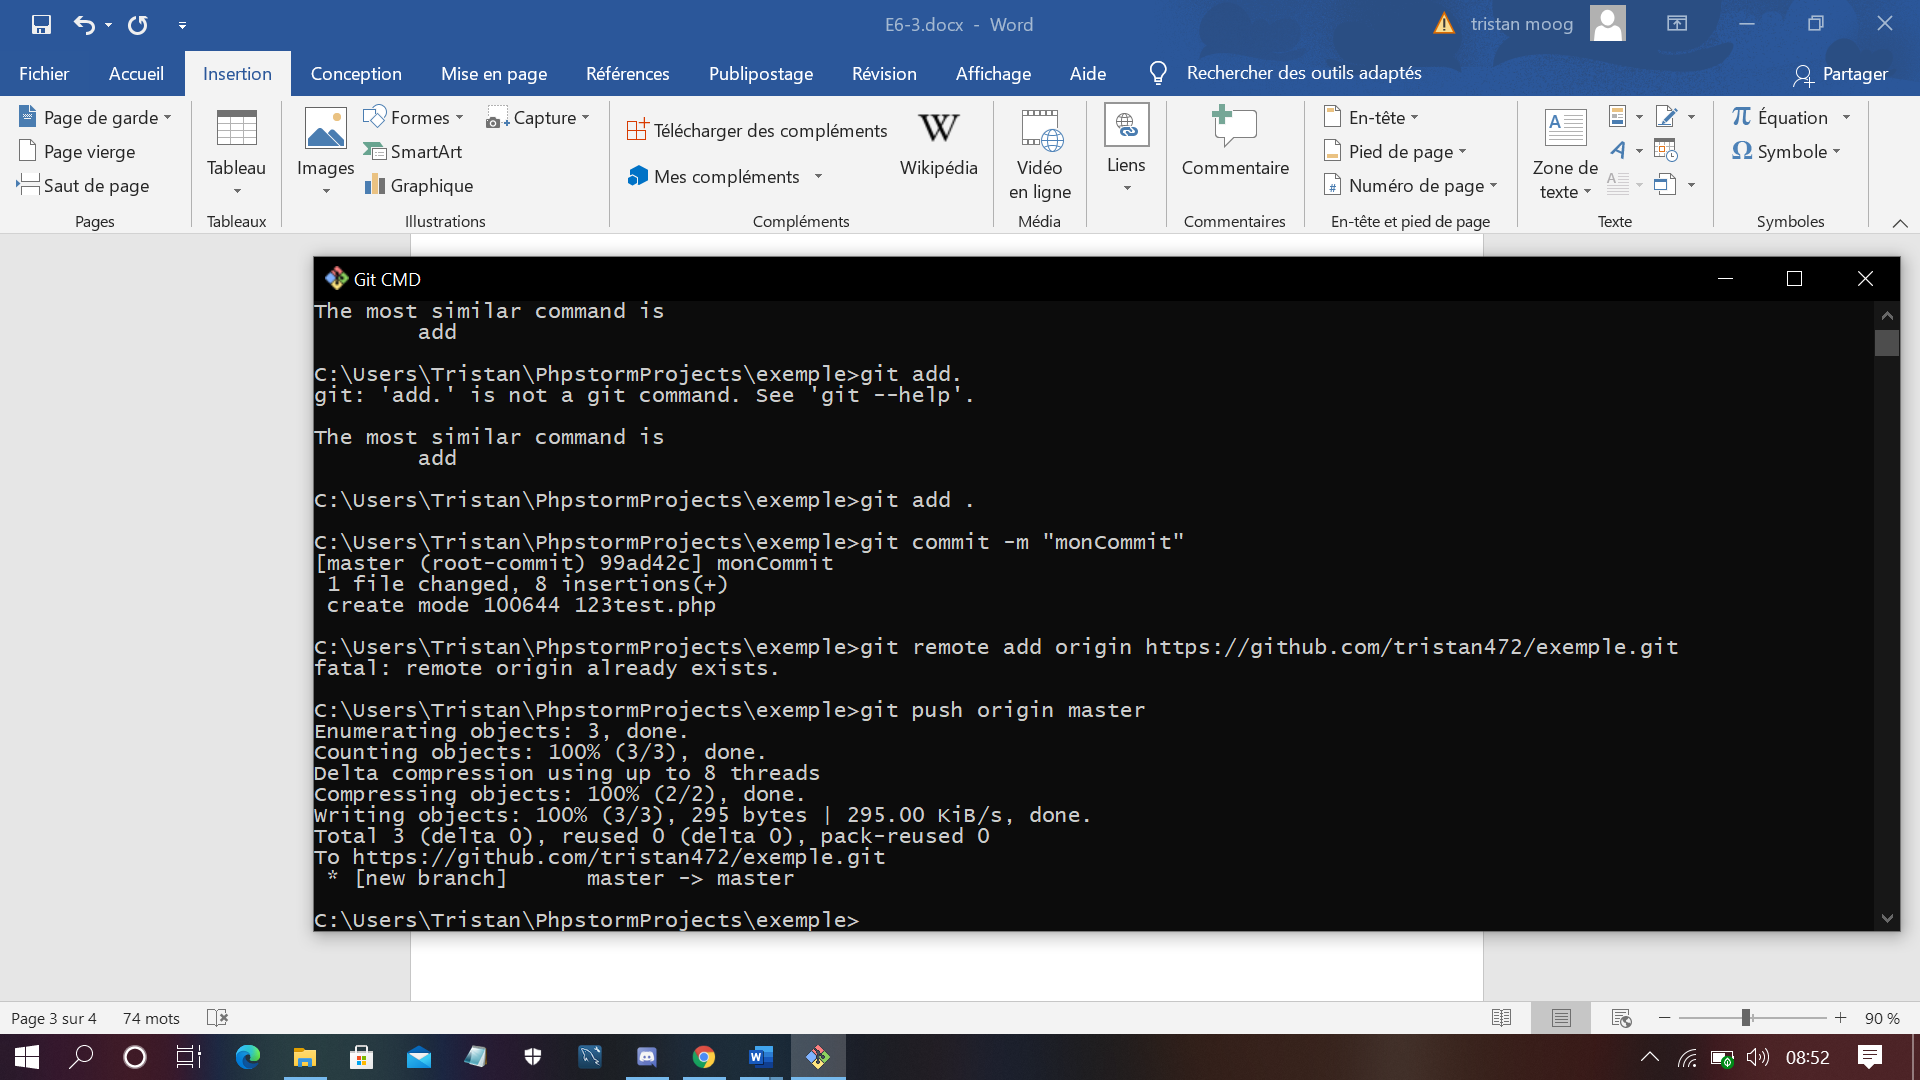 E6-3.docx - Word
tristan moog
Fichier Accueil Insertion Conception Mise en page Références Publipostage Révision Affichage Aide Rechercher des outils adaptés Partager
Page de garde
Page vierge
Saut de page
Pages
Tableau
Tableaux
Images
Formes
SmartArt
Graphique
Capture
Illustrations
Télécharger des compléments
Mes compléments
Wikipédia
Compléments
Vidéo
en ligne
Média
Liens
Commentaire
Commentaires
En-tête
Pied de page
Numéro de page
En-tête et pied de page
Zone de
texte
Texte
Équation
Symbole
Symboles
Git CMD
The most similar command is
add
C:\Users\Tristan\PhpstormProjects\exemple>git add.
git: 'add.' is not a git command. See 'git --help'.
The most similar command is
add
C:\Users\Tristan\PhpstormProjects\exemple>git add .
C:\Users\Tristan\PhpstormProjects\exemple>git commit -m "monCommit"
[master (root-commit) 99ad42c] monCommit
1 file changed, 8 insertions(+)
create mode 100644 123test.php
C:\Users\Tristan\PhpstormProjects\exemple>git remote add origin https://github.com/tristan472/exemple.git
fatal: remote origin already exists.
C:\Users\Tristan\PhpstormProjects\exemple>git push origin master
Enumerating objects: 3, done.
Counting objects: 100% (3/3), done.
Delta compression using up to 8 threads
Compressing objects: 100% (2/2), done.
Writing objects: 100% (3/3), 295 bytes | 295.00 KiB/s, done.
Total 3 (delta 0), reused 0 (delta 0), pack-reused 0
To https://github.com/tristan472/exemple.git
* [new branch] master -> master
C:\Users\Tristan\PhpstormProjects\exemple>
Page 3 sur 4 74 mots
90 %
08:52